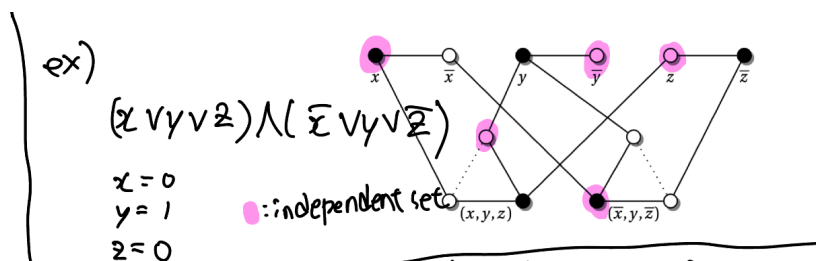 ex)
x x̅ y y̅ z z̅
(x ∨ y ∨ z) ∧ (x̅ ∨ y ∨ z̅)
x = 0
y = 1
z = 0
: independent set
(x, y, z) (x̅, y, z̅)